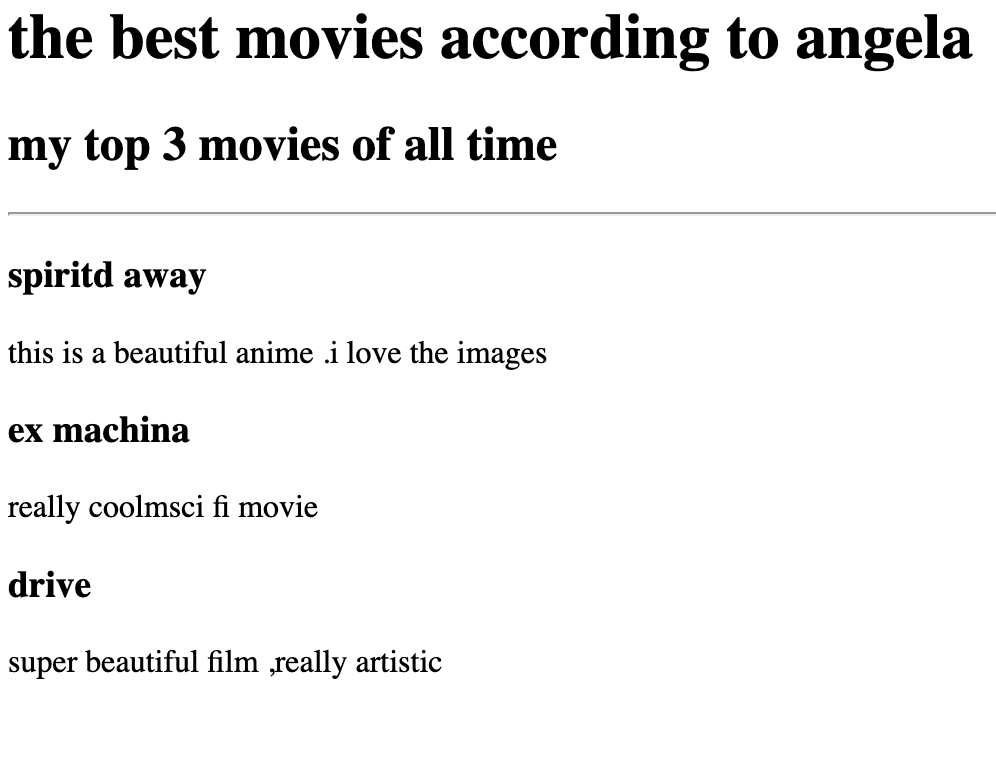 the best movies according to angela
my top 3 movies of all time
spiritd away
this is a beautiful anime .i love the images
ex machina
really coolmsci fi movie
drive
super beautiful film ,really artistic